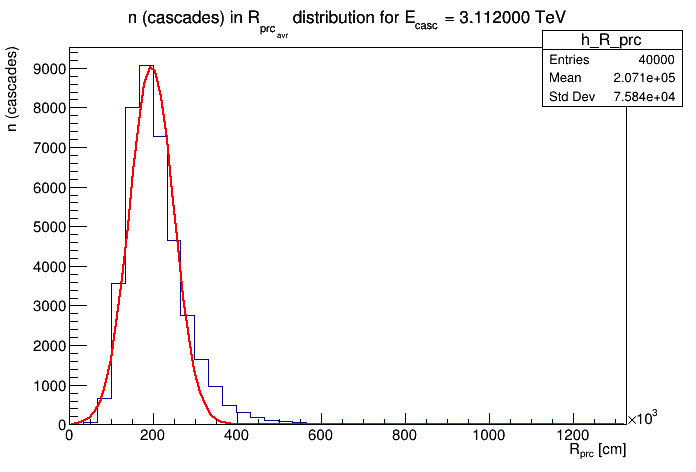 n (cascades) in R_prc_avr distribution for E_casc = 3.112000 TeV
h_R_prc
Entries 40000
Mean 2.071e+05
Std Dev 7.584e+04
n (cascades)
9000
8000
7000
6000
5000
4000
3000
2000
1000
0
0 200 400 600 800 1000 1200 ×10³
R_prc [cm]